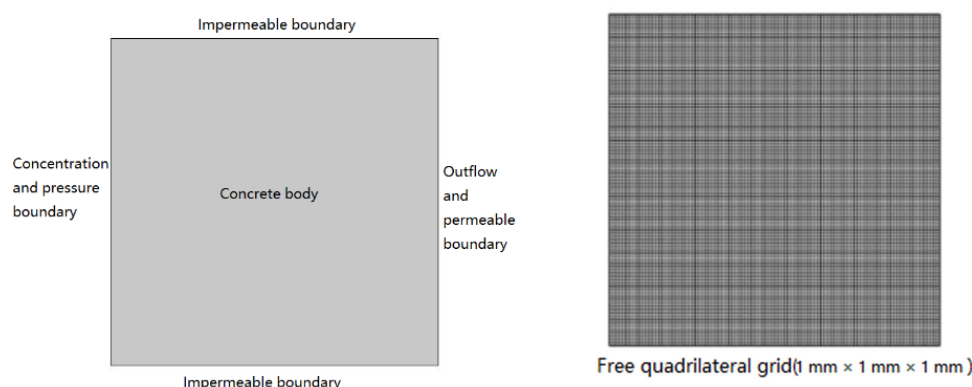 Impermeable boundary
Concentration
and pressure
boundary
Concrete body
Outflow
and
permeable
boundary
Impermeable boundary
Free quadrilateral grid(1 mm × 1 mm × 1 mm )